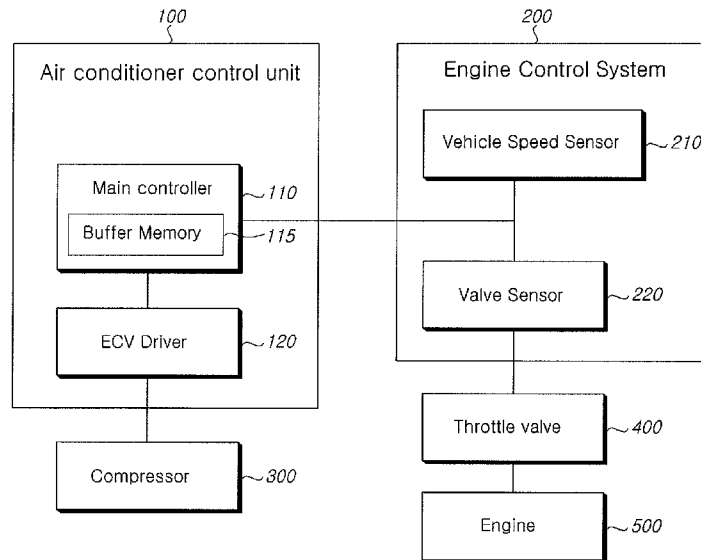 100
Air conditioner control unit
Main controller
110
Buffer Memory
115
ECV Driver
120
Compressor
300
200
Engine Control System
Vehicle Speed Sensor
210
Valve Sensor
220
Throttle valve
400
Engine
500